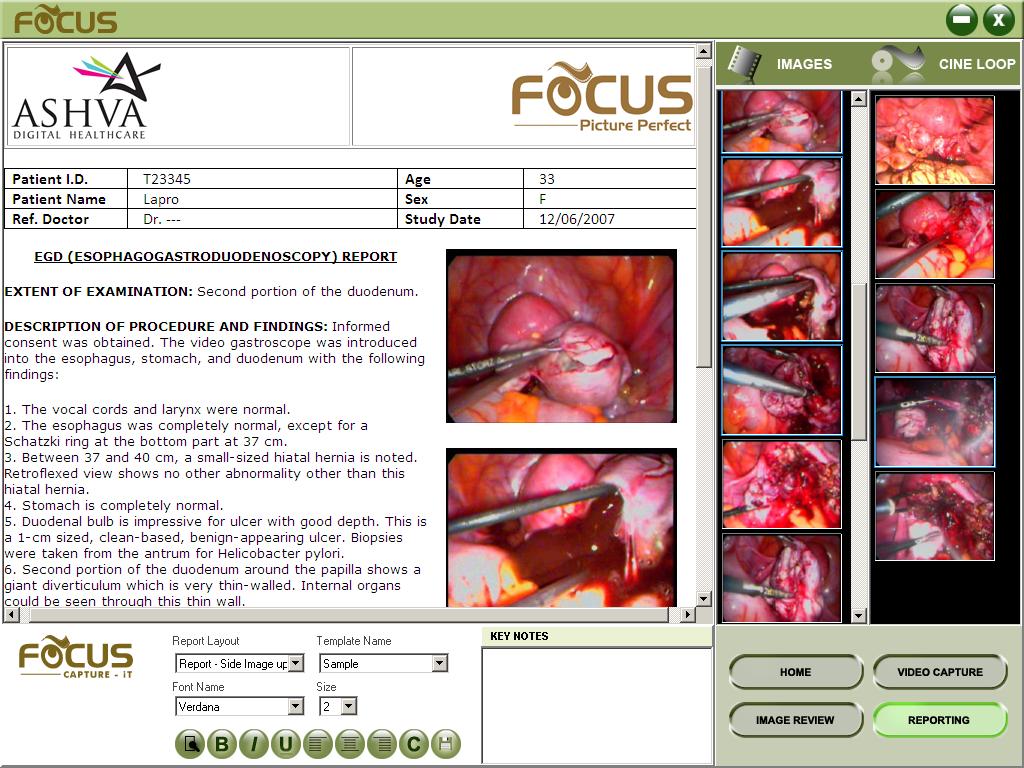 FOCUS
X
ASHVA
DIGITAL HEALTHCARE
FOCUS
Picture Perfect
IMAGES
CINE LOOP
Patient I.D. T23345 Age 33
Patient Name Lapro Sex F
Ref. Doctor Dr. --- Study Date 12/06/2007
EGD (ESOPHAGOGASTRODUODENOSCOPY) REPORT
EXTENT OF EXAMINATION: Second portion of the duodenum.
DESCRIPTION OF PROCEDURE AND FINDINGS: Informed
consent was obtained. The video gastroscope was introduced
into the esophagus, stomach, and duodenum with the following
findings:
1. The vocal cords and larynx were normal.
2. The esophagus was completely normal, except for a
Schatzki ring at the bottom part at 37 cm.
3. Between 37 and 40 cm, a small-sized hiatal hernia is noted.
Retroflexed view shows no other abnormality other than this
hiatal hernia.
4. Stomach is completely normal.
5. Duodenal bulb is impressive for ulcer with good depth. This is
a 1-cm sized, clean-based, benign-appearing ulcer. Biopsies
were taken from the antrum for Helicobacter pylori.
6. Second portion of the duodenum around the papilla shows a
giant diverticulum which is very thin-walled. Internal organs
could be seen through this thin wall.
FOCUS
CAPTURE - iT
Report Layout
Template Name
Report - Side Image up
Sample
Font Name
Size
Verdana
2
B I U C
KEY NOTES
HOME
VIDEO CAPTURE
IMAGE REVIEW
REPORTING